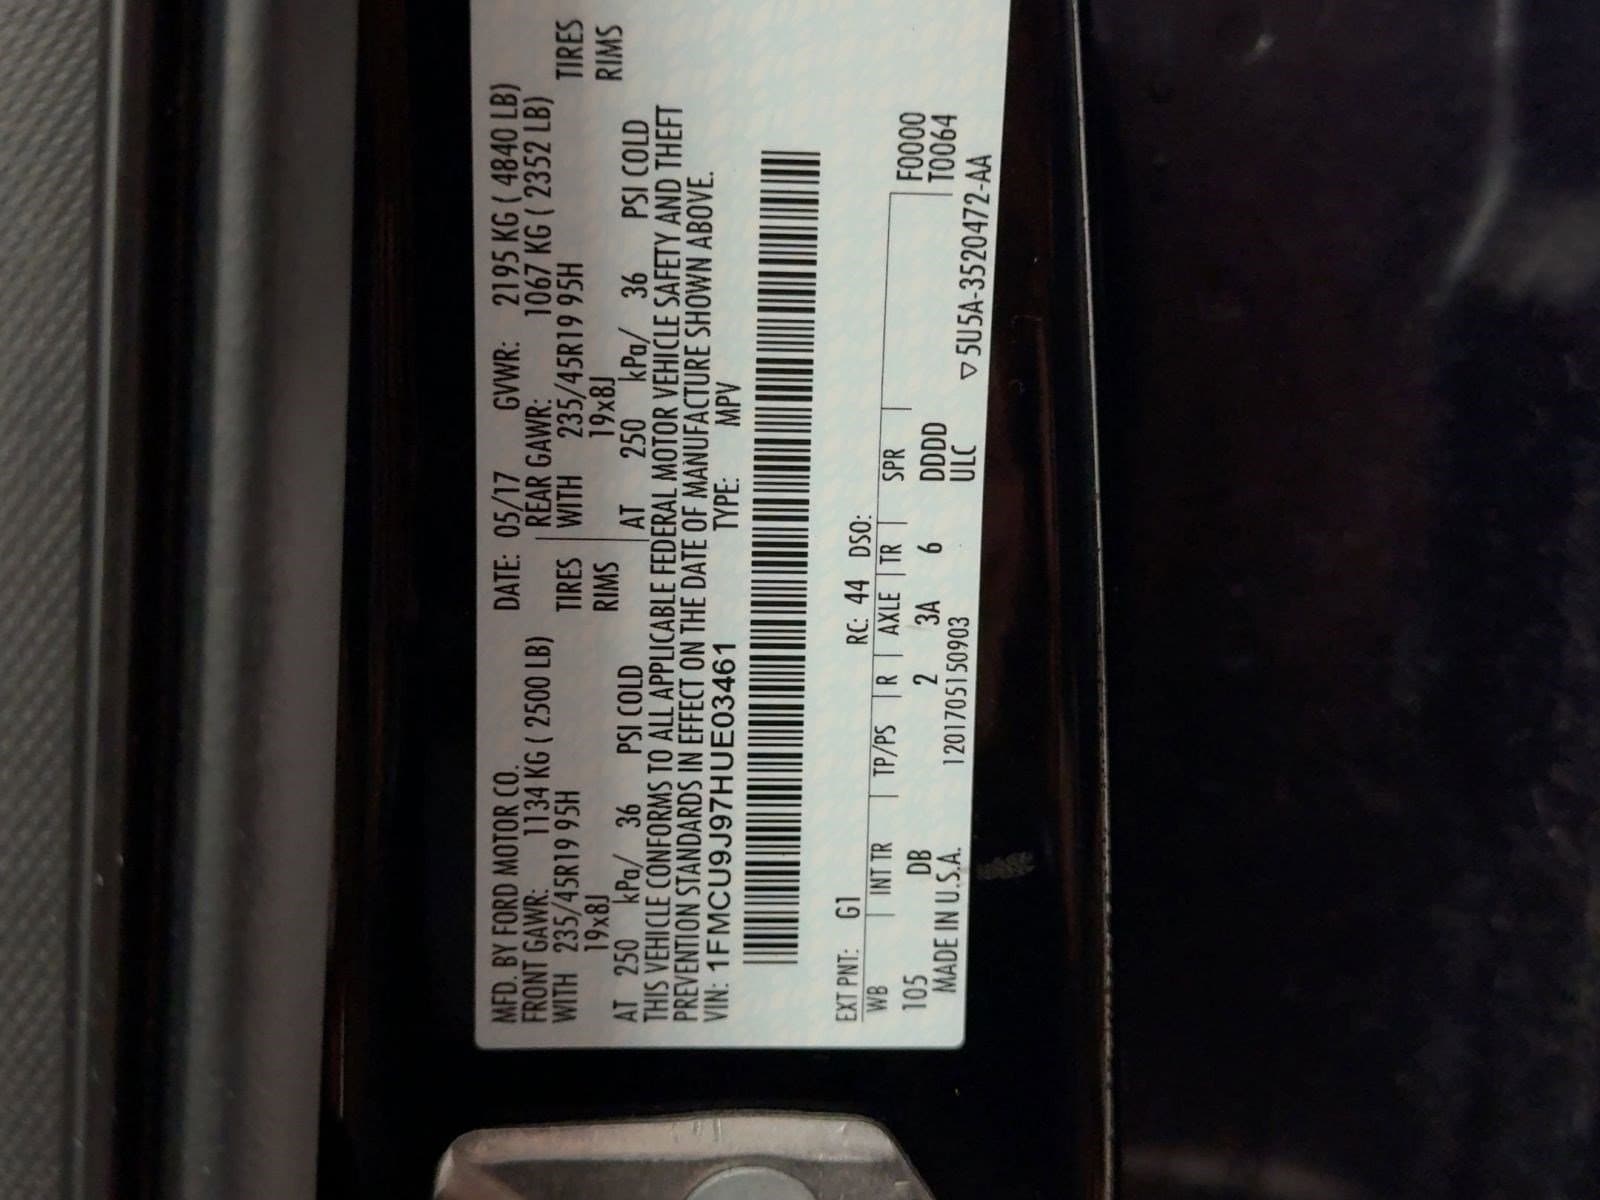 MFD. BY FORD MOTOR CO. DATE: 05/17 GVWR: 2195 KG ( 4840 LB)
FRONT GAWR: 1134 KG ( 2500 LB) REAR GAWR: 1067 KG ( 2352 LB)
WITH 235/45R19 95H TIRES WITH 235/45R19 95H TIRES
19x8J RIMS 19x8J RIMS
AT 250 kPa/ 36 PSI COLD AT 250 kPa/ 36 PSI COLD
THIS VEHICLE CONFORMS TO ALL APPLICABLE FEDERAL MOTOR VEHICLE SAFETY AND THEFT
PREVENTION STANDARDS IN EFFECT ON THE DATE OF MANUFACTURE SHOWN ABOVE.
VIN: 1FMCU9J97HUE03461 TYPE: MPV
EXT PNT: G1 RC: 44 DSO:
WB INT TR TP/PS R AXLE TR SPR F0000
105 DB 2 3A 6 DDDD T0064
MADE IN U.S.A. 1201705150903 ULC ▽ 5U5A-3520472-AA